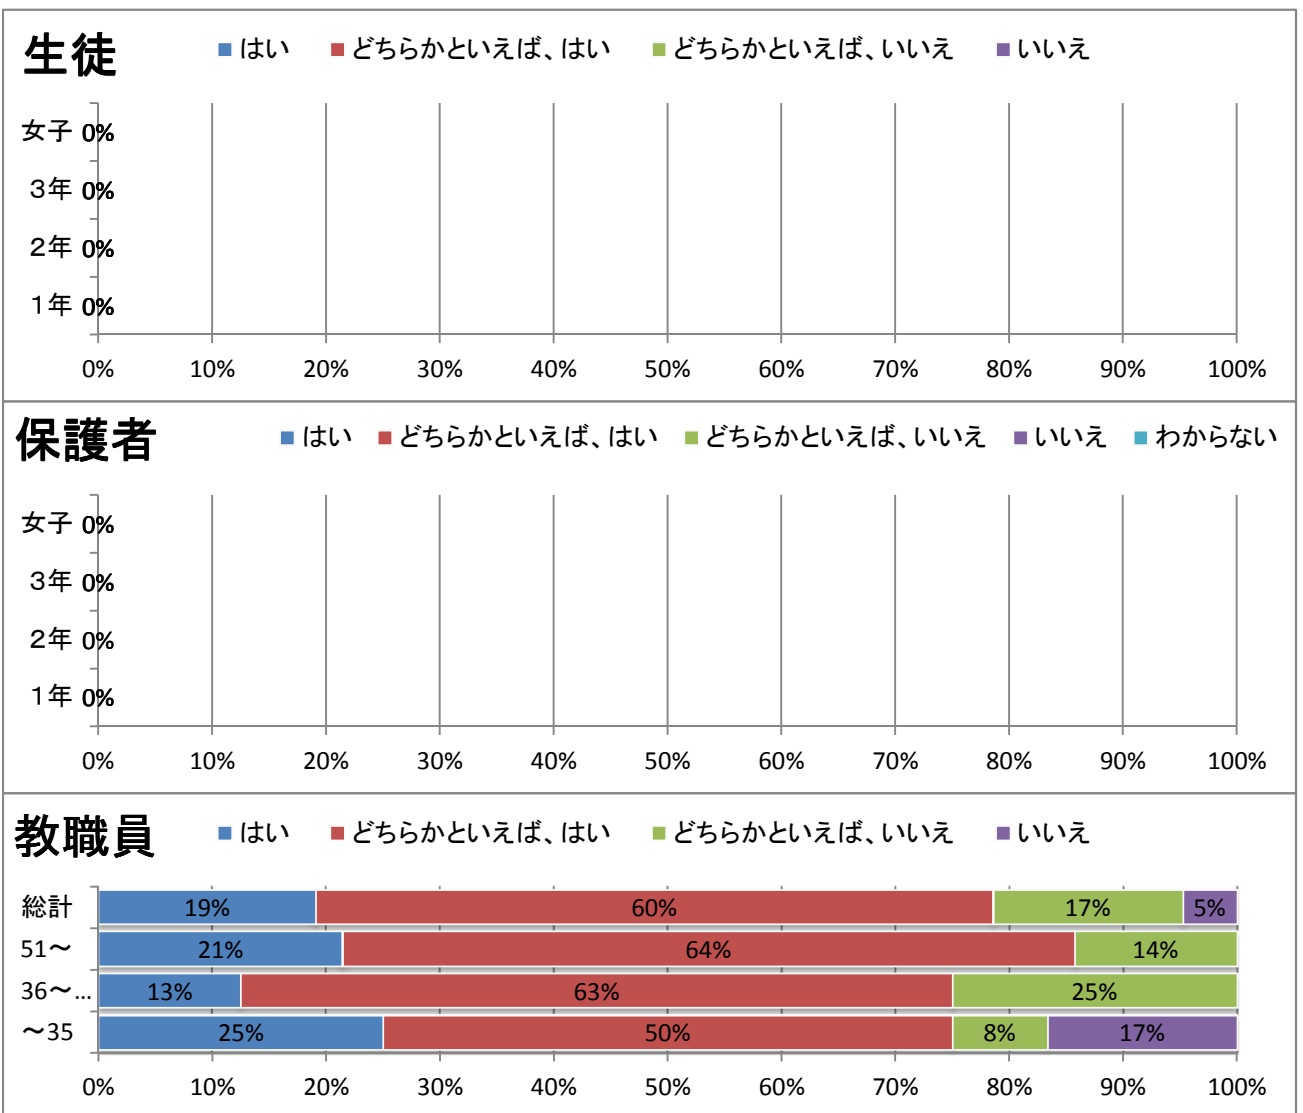 生徒
はい どちらかといえば、はい どちらかといえば、いいえ いいえ
女子 0%
3年 0%
2年 0%
1年 0%
0% 10% 20% 30% 40% 50% 60% 70% 80% 90% 100%
保護者
はい どちらかといえば、はい どちらかといえば、いいえ いいえ わからない
女子 0%
3年 0%
2年 0%
1年 0%
0% 10% 20% 30% 40% 50% 60% 70% 80% 90% 100%
教職員
はい どちらかといえば、はい どちらかといえば、いいえ いいえ
総計 19% 60% 17% 5%
51～ 21% 64% 14%
36～... 13% 63% 25%
～35 25% 50% 8% 17%
0% 10% 20% 30% 40% 50% 60% 70% 80% 90% 100%